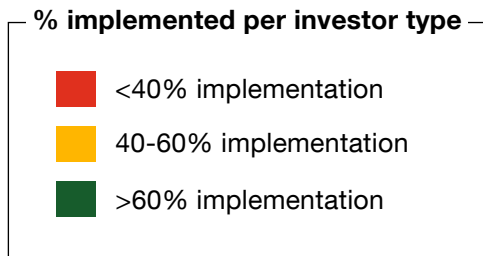 % implemented per investor type
<40% implementation
40-60% implementation
>60% implementation